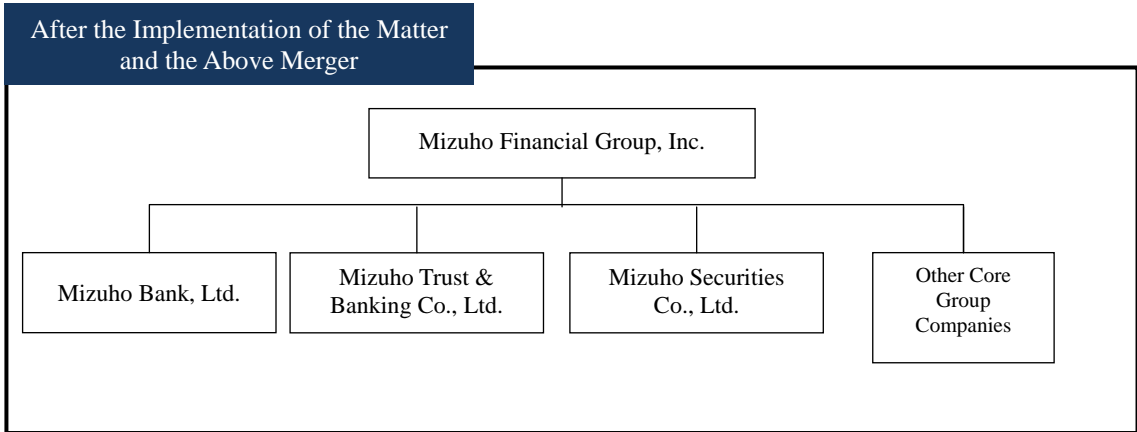 After the Implementation of the Matter
and the Above Merger
Mizuho Financial Group, Inc.
Mizuho Bank, Ltd.
Mizuho Trust &
Banking Co., Ltd.
Mizuho Securities
Co., Ltd.
Other Core
Group
Companies